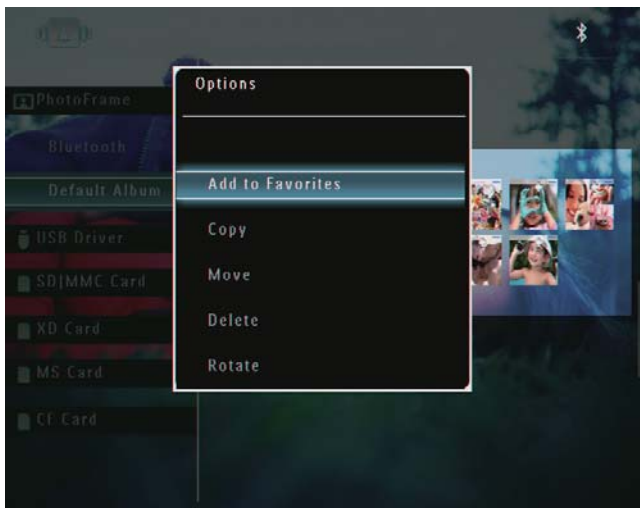 Options
PhotoFrame
Bluetooth
Default Album
USB Driver
SD|MMC Card
XD Card
MS Card
CF Card
Add to Favorites
Copy
Move
Delete
Rotate